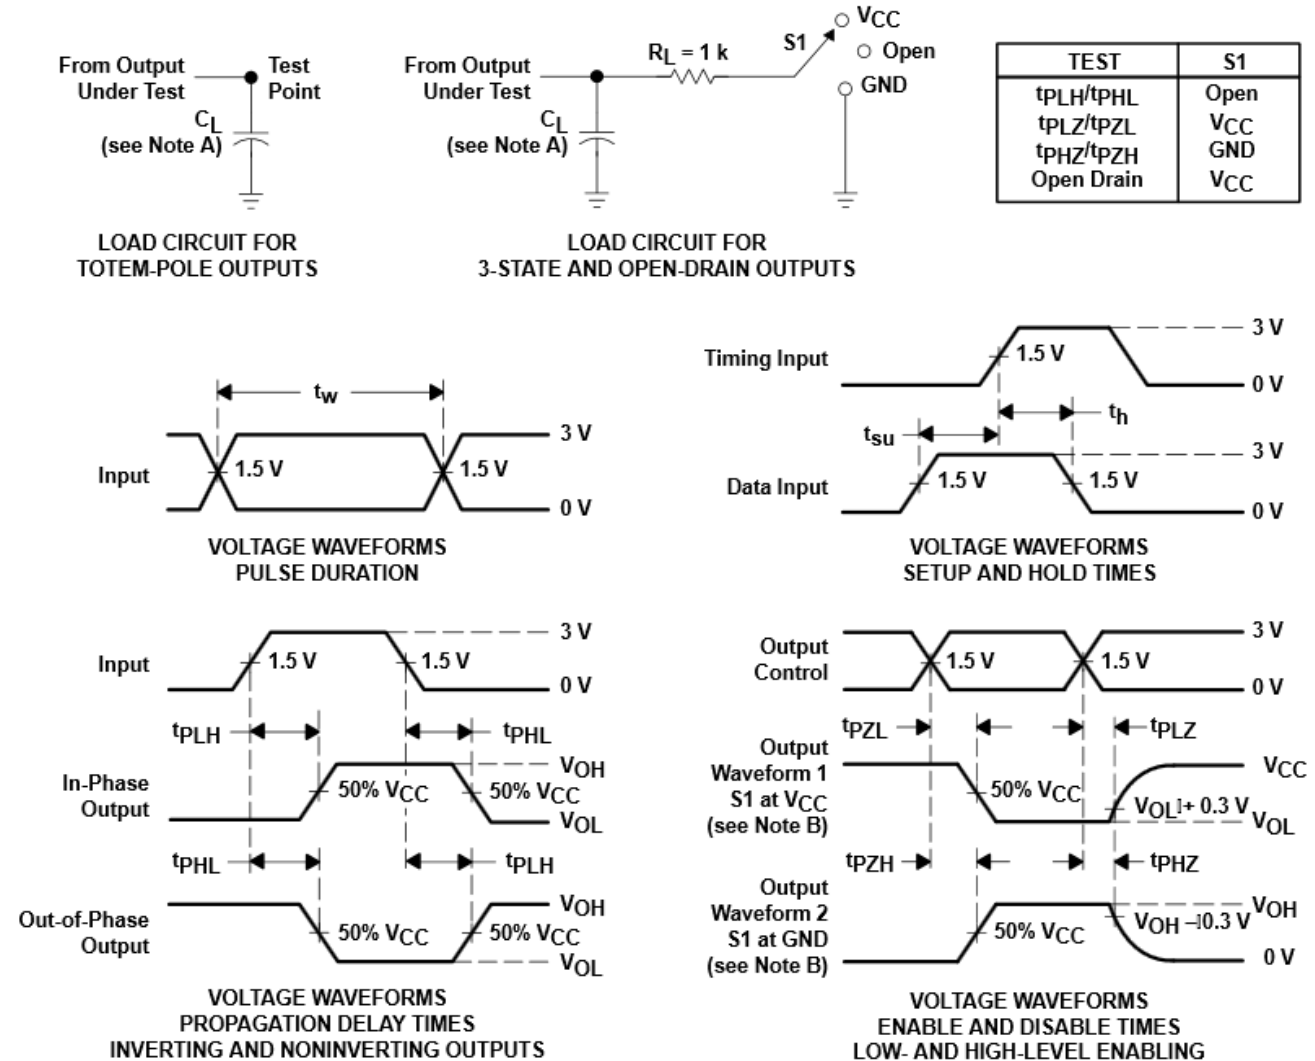 From Output
Under Test
Test
Point
CL
(see Note A)
LOAD CIRCUIT FOR
TOTEM-POLE OUTPUTS
From Output
Under Test
RL = 1 k
S1
VCC
Open
GND
CL
(see Note A)
LOAD CIRCUIT FOR
3-STATE AND OPEN-DRAIN OUTPUTS
TEST S1
tPLH/tPHL Open
tPLZ/tPZL VCC
tPHZ/tPZH GND
Open Drain VCC
tw
Input
1.5 V
1.5 V
3 V
0 V
VOLTAGE WAVEFORMS
PULSE DURATION
Timing Input
1.5 V
3 V
0 V
tsu
th
Data Input
1.5 V
1.5 V
3 V
0 V
VOLTAGE WAVEFORMS
SETUP AND HOLD TIMES
Input
1.5 V
1.5 V
3 V
0 V
tPLH
tPHL
In-Phase
Output
50% VCC
50% VCC
VOH
VOL
tPHL
tPLH
Out-of-Phase
Output
50% VCC
50% VCC
VOH
VOL
VOLTAGE WAVEFORMS
PROPAGATION DELAY TIMES
INVERTING AND NONINVERTING OUTPUTS
Output
Control
1.5 V
1.5 V
3 V
0 V
tPZL
tPLZ
Output
Waveform 1
S1 at VCC
(see Note B)
50% VCC
VOL + 0.3 V
VCC
VOL
tPZH
tPHZ
Output
Waveform 2
S1 at GND
(see Note B)
50% VCC
VOH – 0.3 V
VOH
0 V
VOLTAGE WAVEFORMS
ENABLE AND DISABLE TIMES
LOW- AND HIGH-LEVEL ENABLING